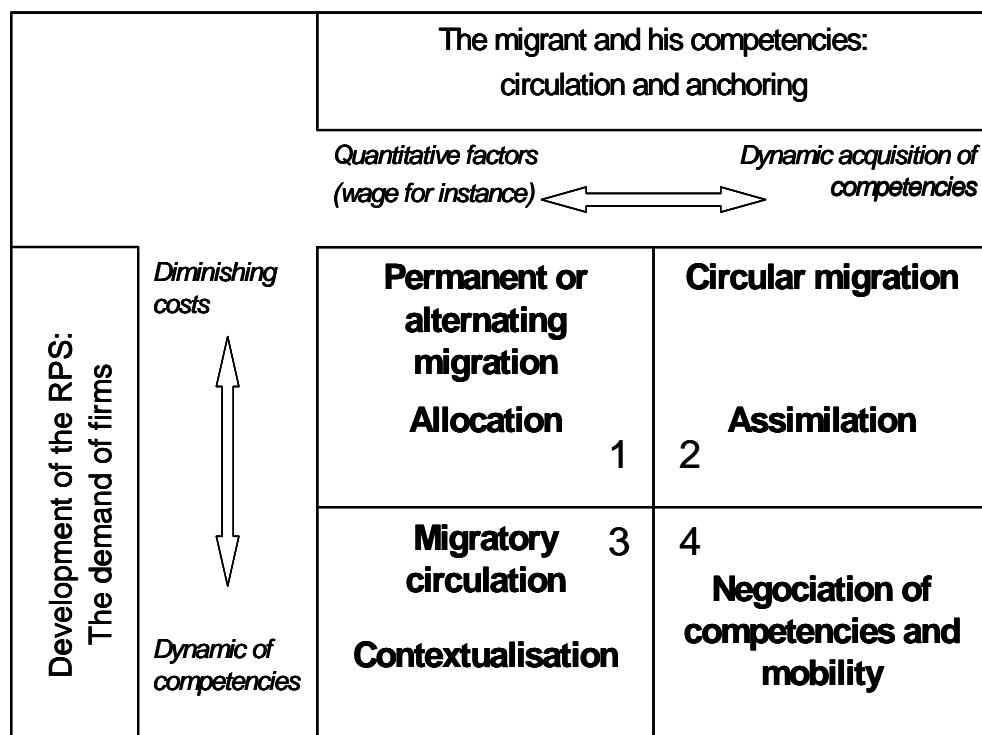 The migrant and his competencies:
circulation and anchoring
Quantitative factors
(wage for instance)
Dynamic acquisition of
competencies
Development of the RPS:
The demand of firms
Diminishing
costs
Dynamic of
competencies
Permanent or
alternating
migration
Allocation
1
Circular migration
Assimilation
2
Migratory
circulation
3
Contextualisation
4
Negociation of
competencies and
mobility